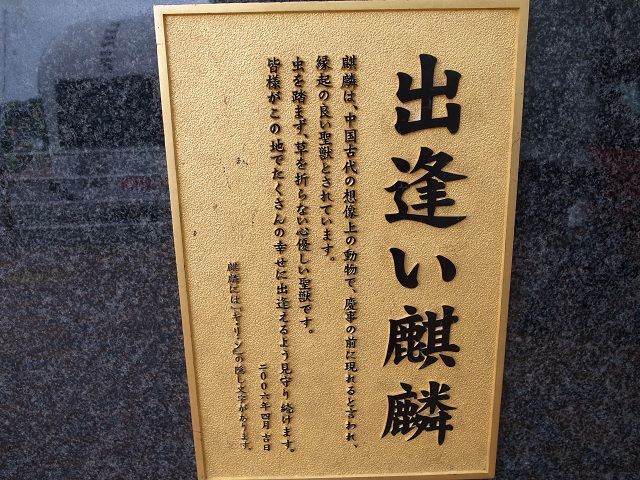 出逢い麒麟
麒麟は、中国古代の想像上の動物で、慶事の前に現れると言われ、
縁起の良い聖獣とされています。
虫を踏まず、草を折らない心優しい聖獣です。
皆様がこの地でたくさんの幸せに出逢えるよう見守り続けます。
二〇〇六年四月吉日
麒麟には「キ・リ・ン」の隠し文字があります。